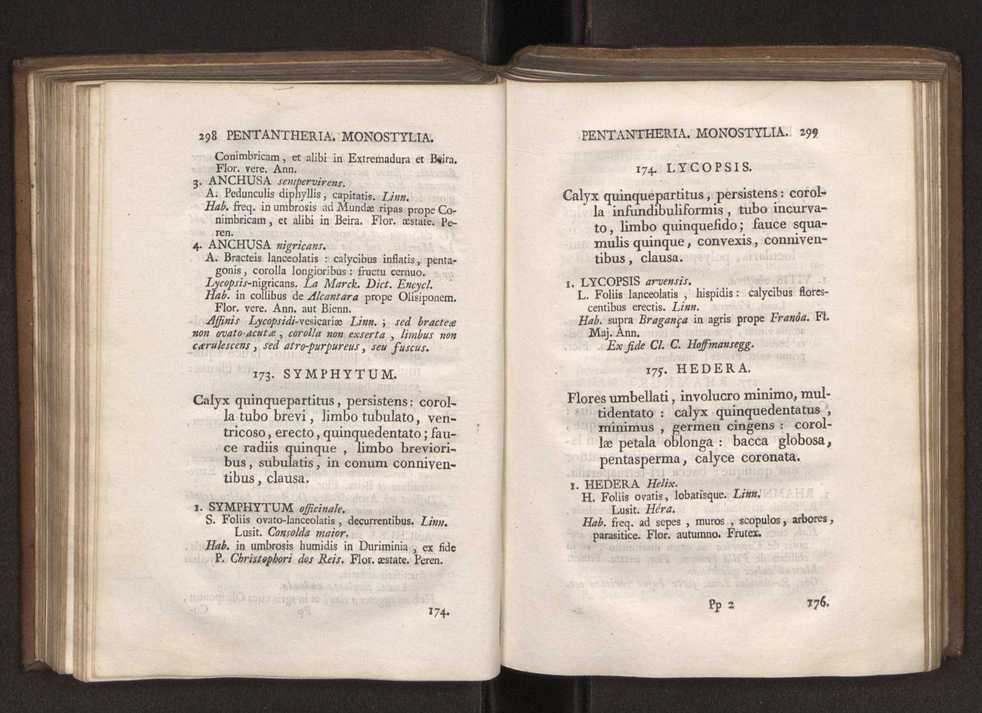 298 PENTANTHERIA. MONOSTYLIA.
Conimbricam, et alibi in Extremadura et Beira.
Flor. vere. Ann.
3. ANCHUSA sempervirens.
A. Pedunculis diphyllis, capitatis. Linn.
Hab. freq. in umbrosis ad Mundæ ripas prope Co-
nimbricam, et alibi in Beira. Flor. æstate. Pe-
ren.
4. ANCHUSA nigricans.
A. Bracteis lanceolatis : calycibus inflatis, penta-
gonis, corolla longioribus : fructu cernuo.
Lycopsis-nigricans. La Marck. Dict. Encycl.
Hab. in collibus de Alcantara prope Olisiponem.
Flor. vere. Ann. aut Bienn.
Affinis Lycopsidi-vesicariæ Linn. ; sed bracteæ
non ovato-acutæ, corolla non exserta, limbus non
cærulescens, sed atro-purpureus, seu fuscus.
173. SYMPHYTUM.
Calyx quinquepartitus, persistens: corol-
la tubo brevi, limbo tubulato, ven-
tricoso, erecto, quinquedentato; fau-
ce radiis quinque, limbo breviori-
bus, subulatis, in conum conniven-
tibus, clausa.
1. SYMPHYTUM officinale.
S. Foliis ovato-lanceolatis, decurrentibus. Linn.
Lusit. Consolda maior.
Hab. in umbrosis humidis in Duriminia, ex fide
P. Christophori dos Reis. Flor. æstate. Peren.
174.
PENTANTHERIA. MONOSTYLIA. 299
174. LYCOPSIS.
Calyx quinquepartitus, persistens: corol-
la infundibuliformis, tubo incurva-
to, limbo quinquefido; fauce squa-
mulis quinque, convexis, conniven-
tibus, clausa.
1. LYCOPSIS arvensis.
L. Foliis lanceolatis, hispidis: calycibus flores-
centibus erectis. Linn.
Hab. supra Bragança in agris prope Franôa. Fl.
Maj. Ann.
Ex fide Cl. C. Hoffmansegg.
175. HEDERA.
Flores umbellati, involucro minimo, mul-
tidentato : calyx quinquedentatus,
minimus, germen cingens : corol-
læ petala oblonga : bacca globosa,
pentasperma, calyce coronata.
1. HEDERA Helix.
H. Foliis ovatis, lobatisque. Linn.
Lusit. Héra.
Hab. freq. ad sepes, muros, scopulos, arbores,
parasitice. Flor. autumno. Frutex.
Pp 2 176.